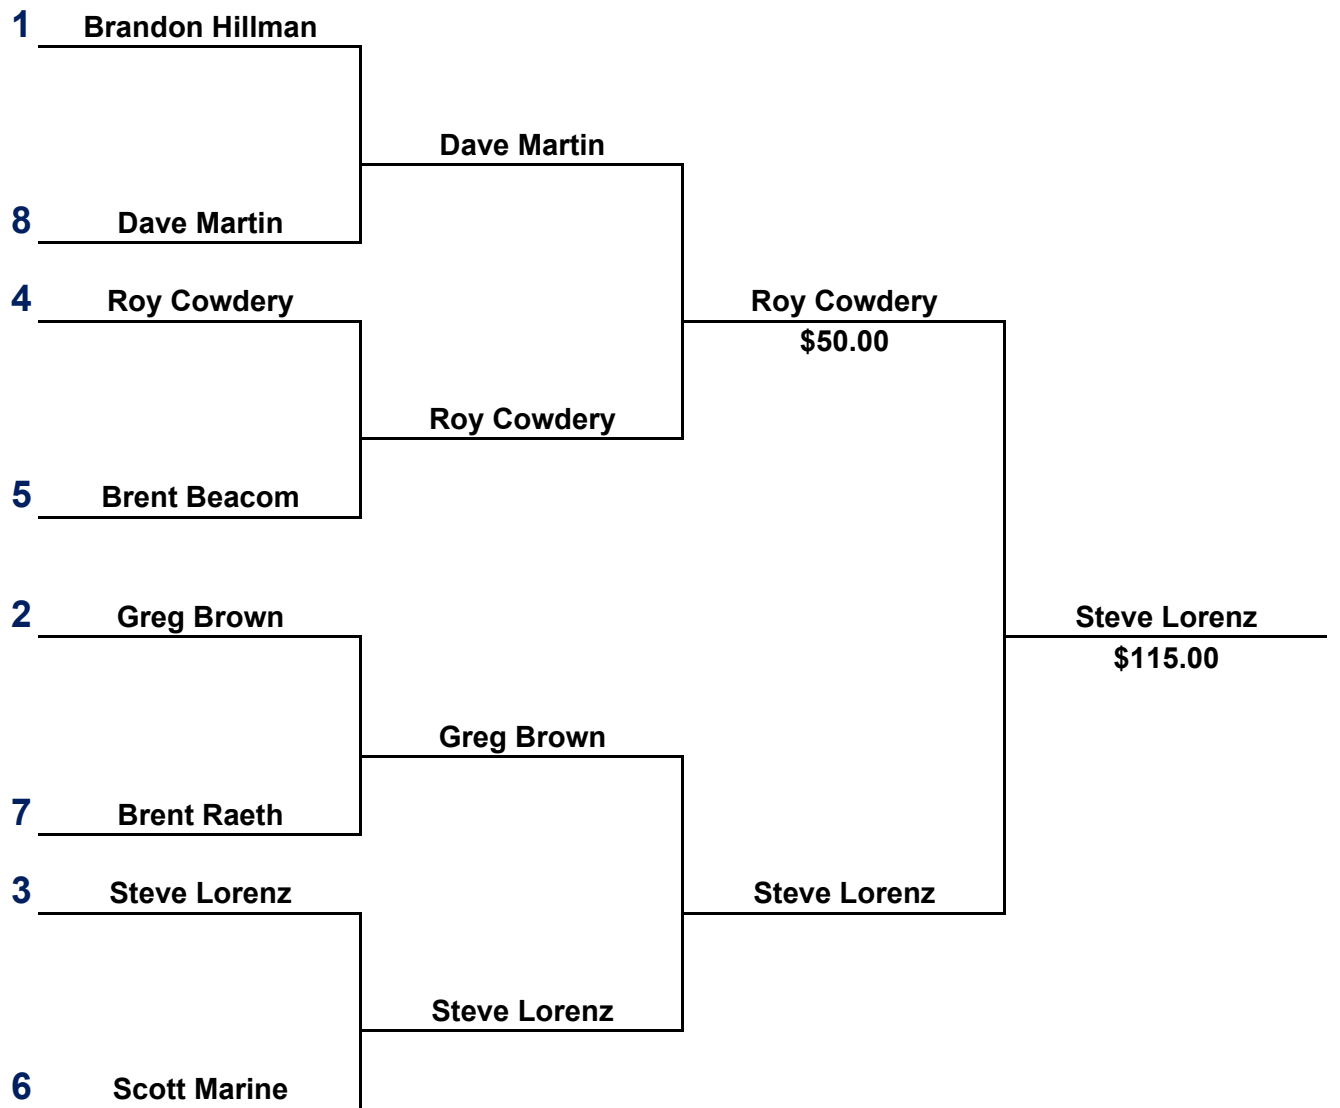 1 Brandon Hillman
Dave Martin
8 Dave Martin
4 Roy Cowdery
Roy Cowdery
$50.00
Roy Cowdery
5 Brent Beacom
2 Greg Brown
Steve Lorenz
$115.00
Greg Brown
7 Brent Raeth
3 Steve Lorenz
Steve Lorenz
Steve Lorenz
6 Scott Marine